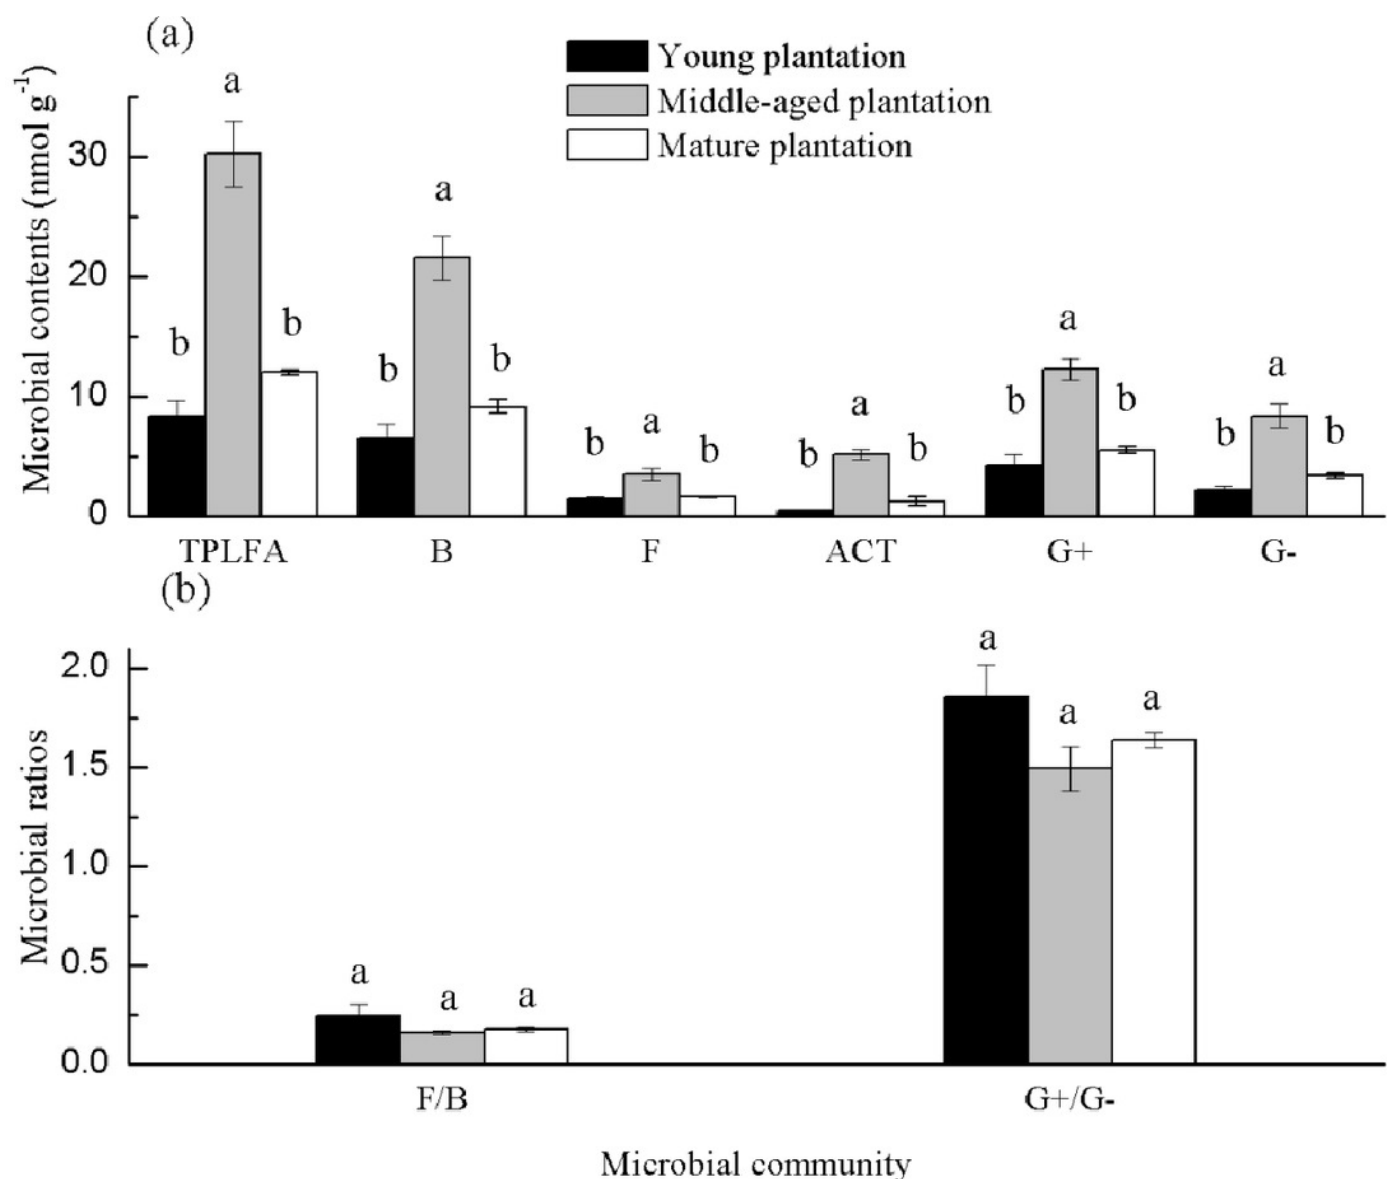 (a)
Young plantation
Middle-aged plantation
Mature plantation
Microbial contents (nmol g⁻¹)
30
20
10
0
a
b
b
a
b
b
b
a
b
b
a
b
b
a
b
b
a
b
TPLFA B F ACT G+ G-
(b)
Microbial ratios
2.0
1.5
1.0
0.5
0.0
a
a
a
a
a
a
F/B G+/G-
Microbial community